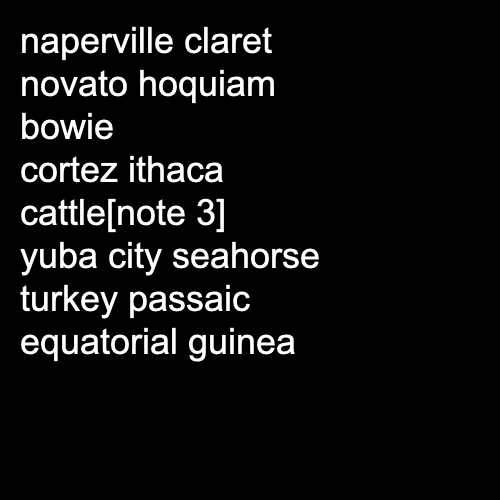 naperville claret
novato hoquiam
bowie
cortez ithaca
cattle[note 3]
yuba city seahorse
turkey passaic
equatorial guinea